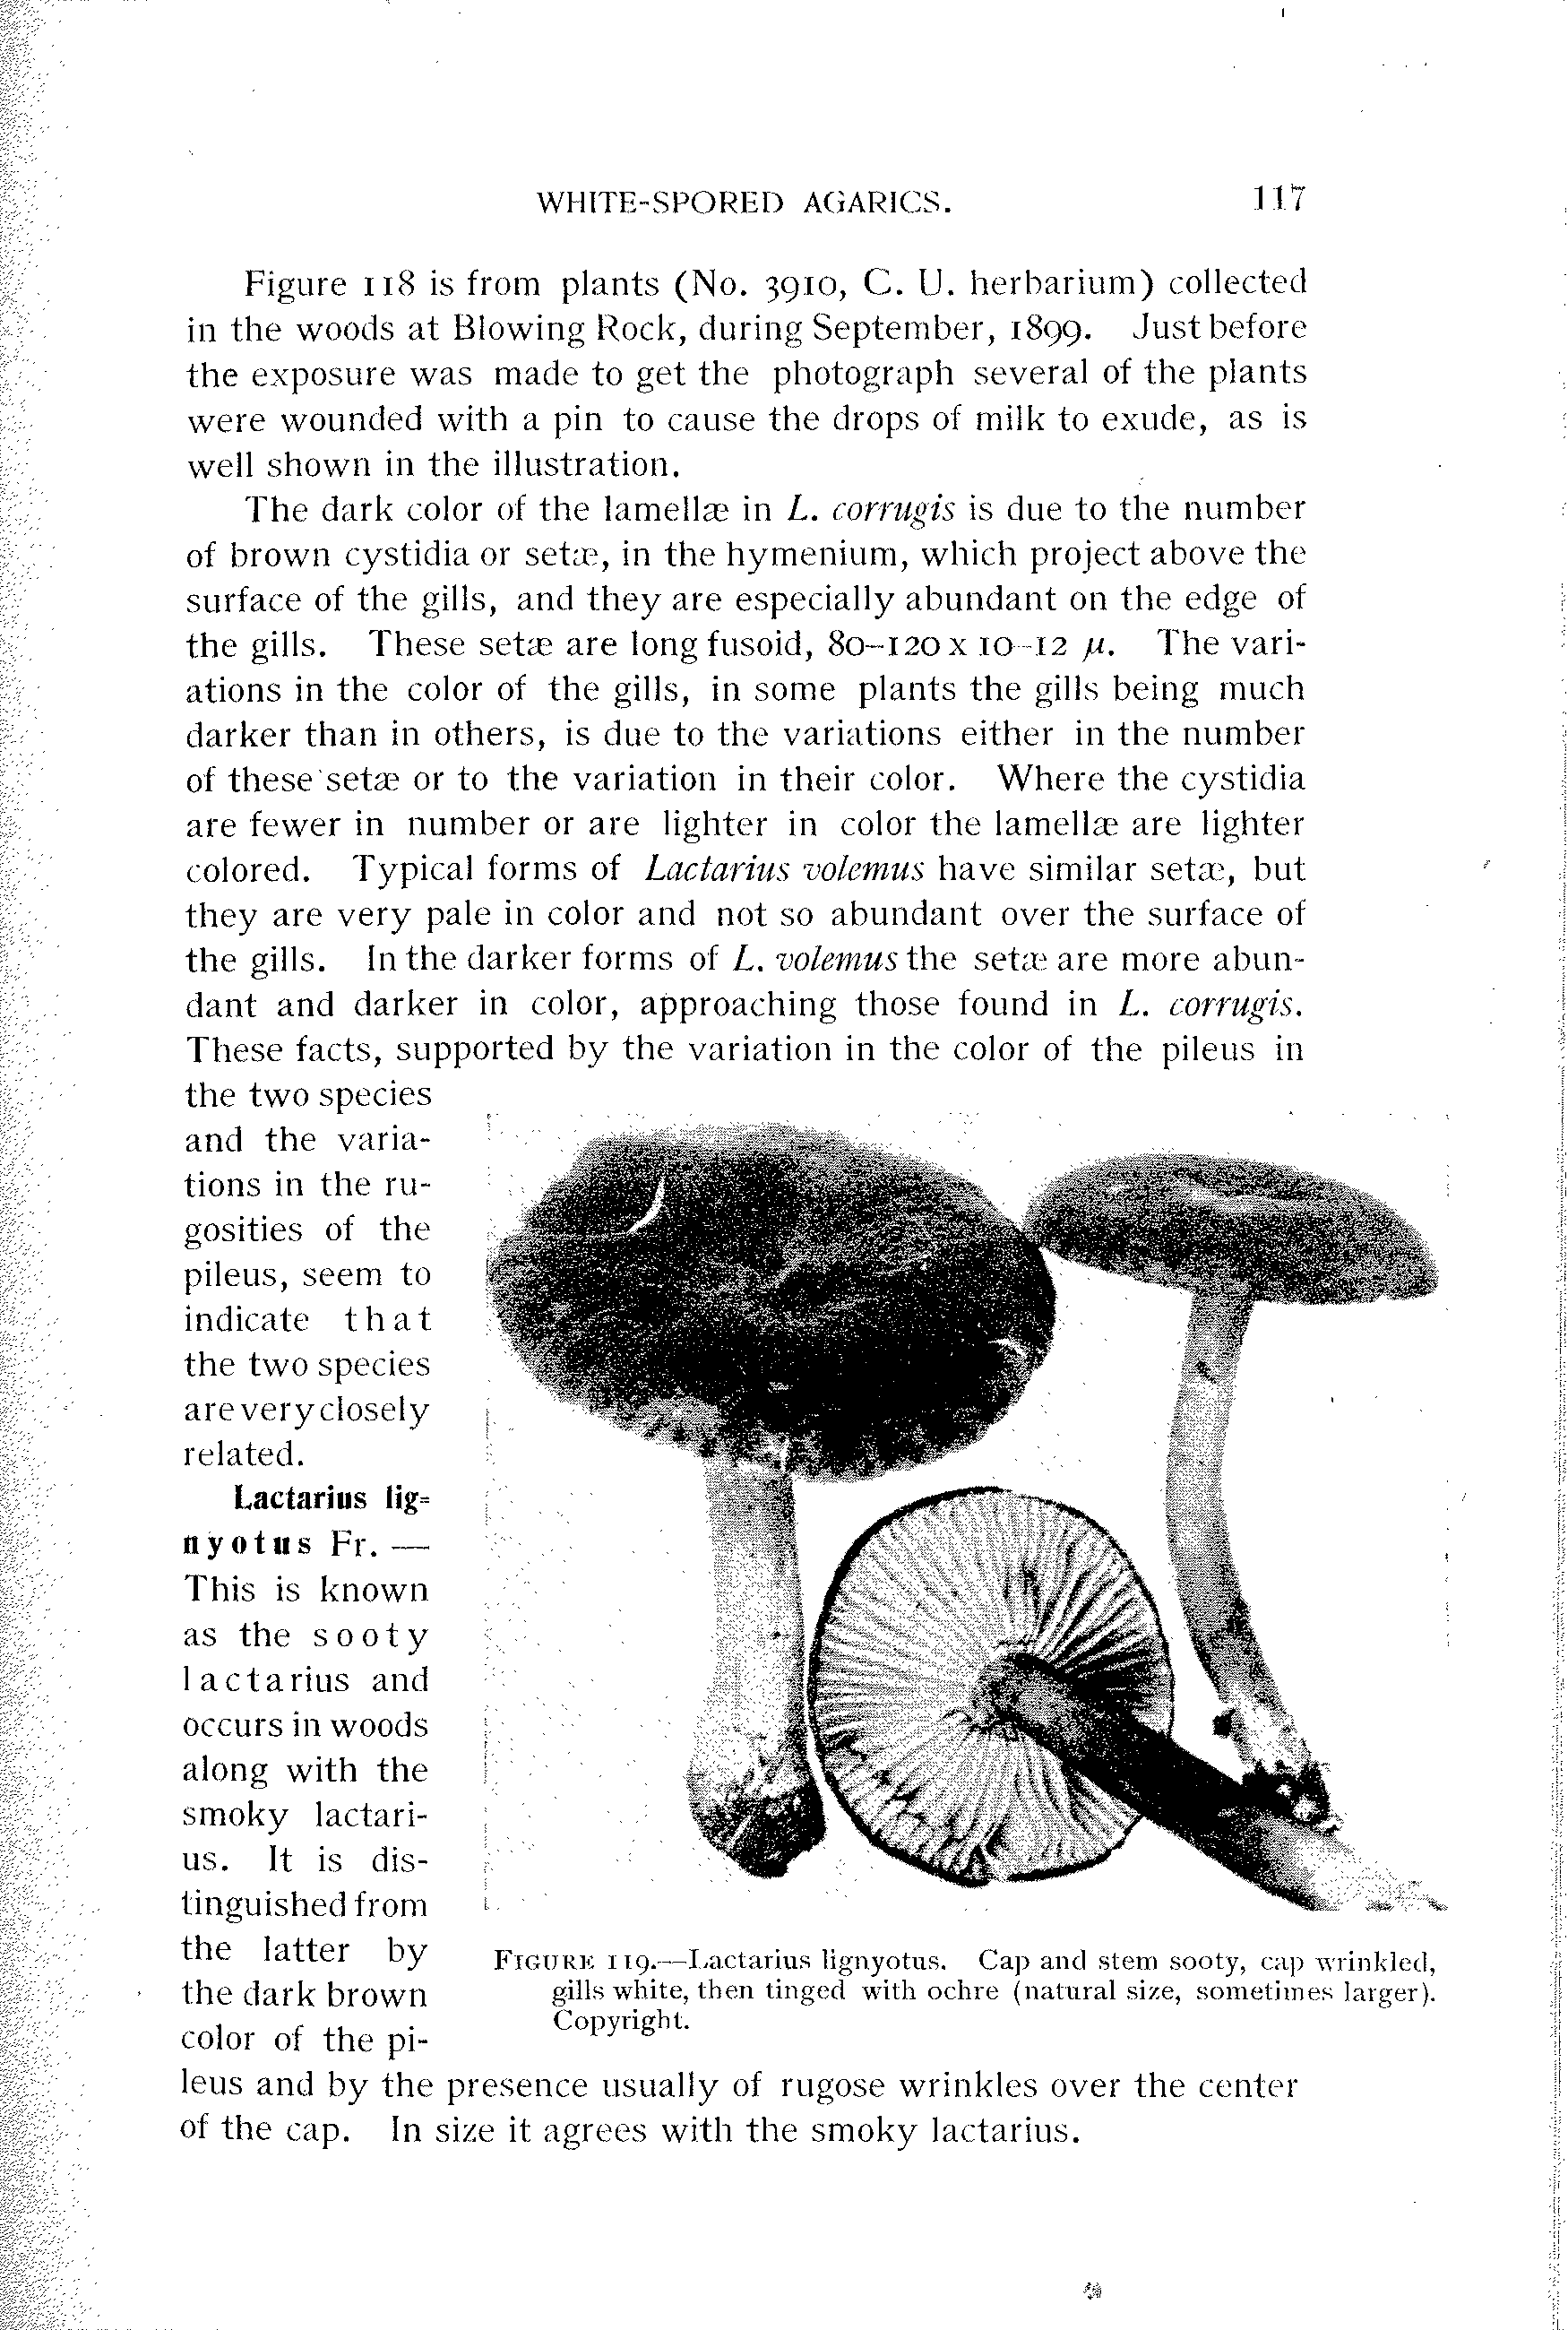 WHITE-SPORED AGARICS. 117
Figure 118 is from plants (No. 3910, C. U. herbarium) collected
in the woods at Blowing Rock, during September, 1899. Just before
the exposure was made to get the photograph several of the plants
were wounded with a pin to cause the drops of milk to exude, as is
well shown in the illustration.
The dark color of the lamellæ in L. corrugis is due to the number
of brown cystidia or setæ, in the hymenium, which project above the
surface of the gills, and they are especially abundant on the edge of
the gills. These setæ are long fusoid, 80–120 x 10–12 µ. The vari-
ations in the color of the gills, in some plants the gills being much
darker than in others, is due to the variations either in the number
of these setæ or to the variation in their color. Where the cystidia
are fewer in number or are lighter in color the lamellæ are lighter
colored. Typical forms of Lactarius volemus have similar setæ, but
they are very pale in color and not so abundant over the surface of
the gills. In the darker forms of L. volemus the setæ are more abun-
dant and darker in color, approaching those found in L. corrugis.
These facts, supported by the variation in the color of the pileus in
the two species
and the varia-
tions in the ru-
gosities of the
pileus, seem to
indicate that
the two species
are very closely
related.
Lactarius lig=
nyotus Fr. —
This is known
as the sooty
lactarius and
occurs in woods
along with the
smoky lactari-
us. It is dis-
tinguished from
the latter by
the dark brown
color of the pi-
leus and by the presence usually of rugose wrinkles over the center
of the cap. In size it agrees with the smoky lactarius.
FIGURE 119.—Lactarius lignyotus. Cap and stem sooty, cap wrinkled,
gills white, then tinged with ochre (natural size, sometimes larger).
Copyright.